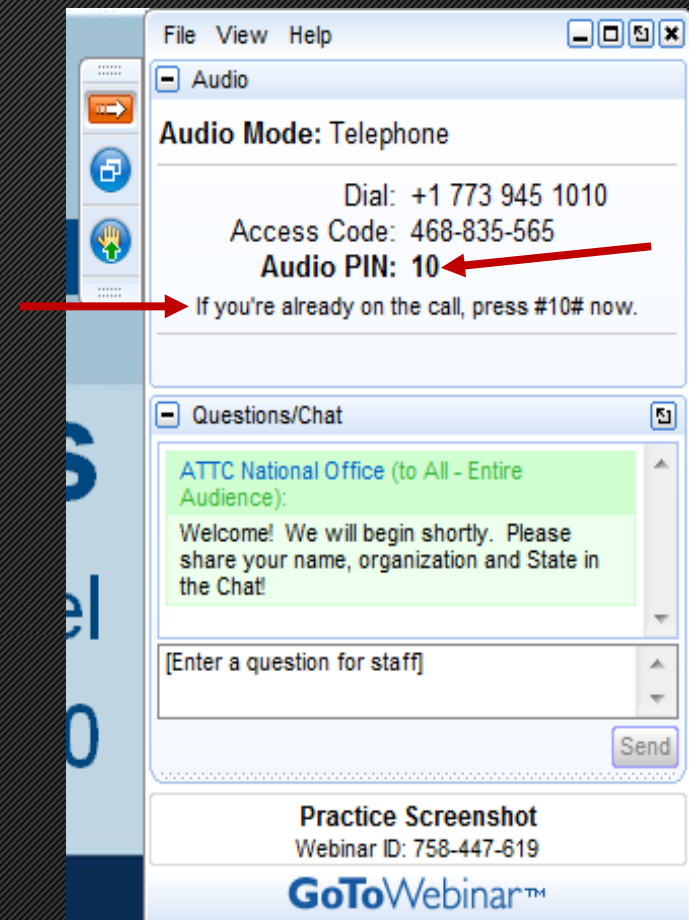 File View Help
Audio
Audio Mode: Telephone
Dial: +1 773 945 1010
Access Code: 468-835-565
Audio PIN: 10
If you're already on the call, press #10# now.
Questions/Chat
ATTC National Office (to All - Entire
Audience):
Welcome! We will begin shortly. Please
share your name, organization and State in
the Chat!
[Enter a question for staff]
Send
Practice Screenshot
Webinar ID: 758-447-619
GoToWebinar™
s
el
0